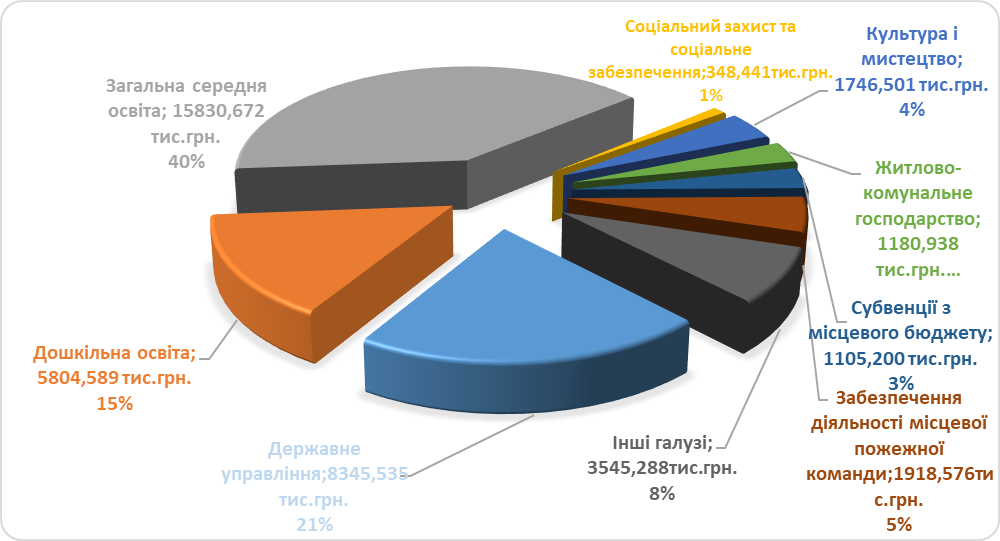 Загальна середня
освіта; 15830,672
тис.грн.
40%
Соціальний захист та
соціальне
забезпечення;348,441тис.грн.
1%
Культура і
мистецтво;
1746,501 тис.грн.
4%
Житлово-
комунальне
господарство;
1180,938
тис.грн....
Субвенції з
місцевого бюджету;
1105,200 тис.грн.
3%
Забезпечення
діяльності місцевої
пожежної
команди;1918,576ти
с.грн.
5%
Інші галузі;
3545,288тис.грн.
8%
Державне
управління;8345,535
тис.грн.
21%
Дошкільна освіта;
5804,589 тис.грн.
15%